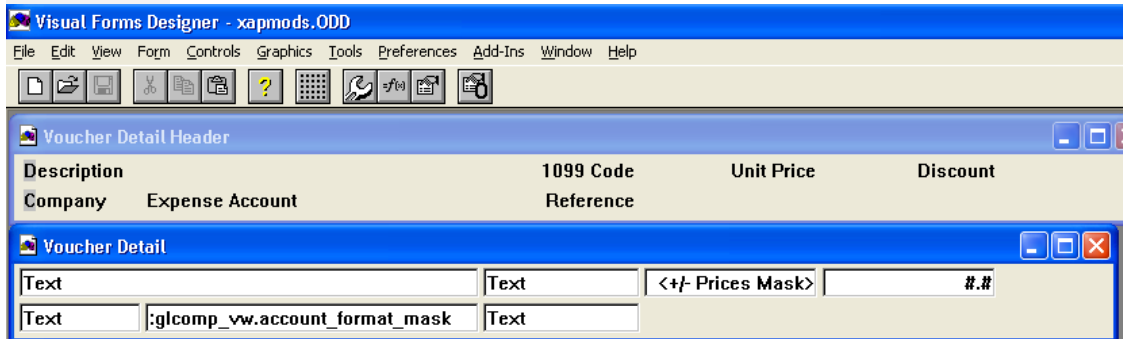 Visual Forms Designer - xapmods.ODD
File Edit View Form Controls Graphics Tools Preferences Add-Ins Window Help
? =f(x)
Voucher Detail Header
Description 1099 Code Unit Price Discount
Company Expense Account Reference
Voucher Detail
Text Text <+/- Prices Mask> #.#
Text :glcomp_vw.account_format_mask Text